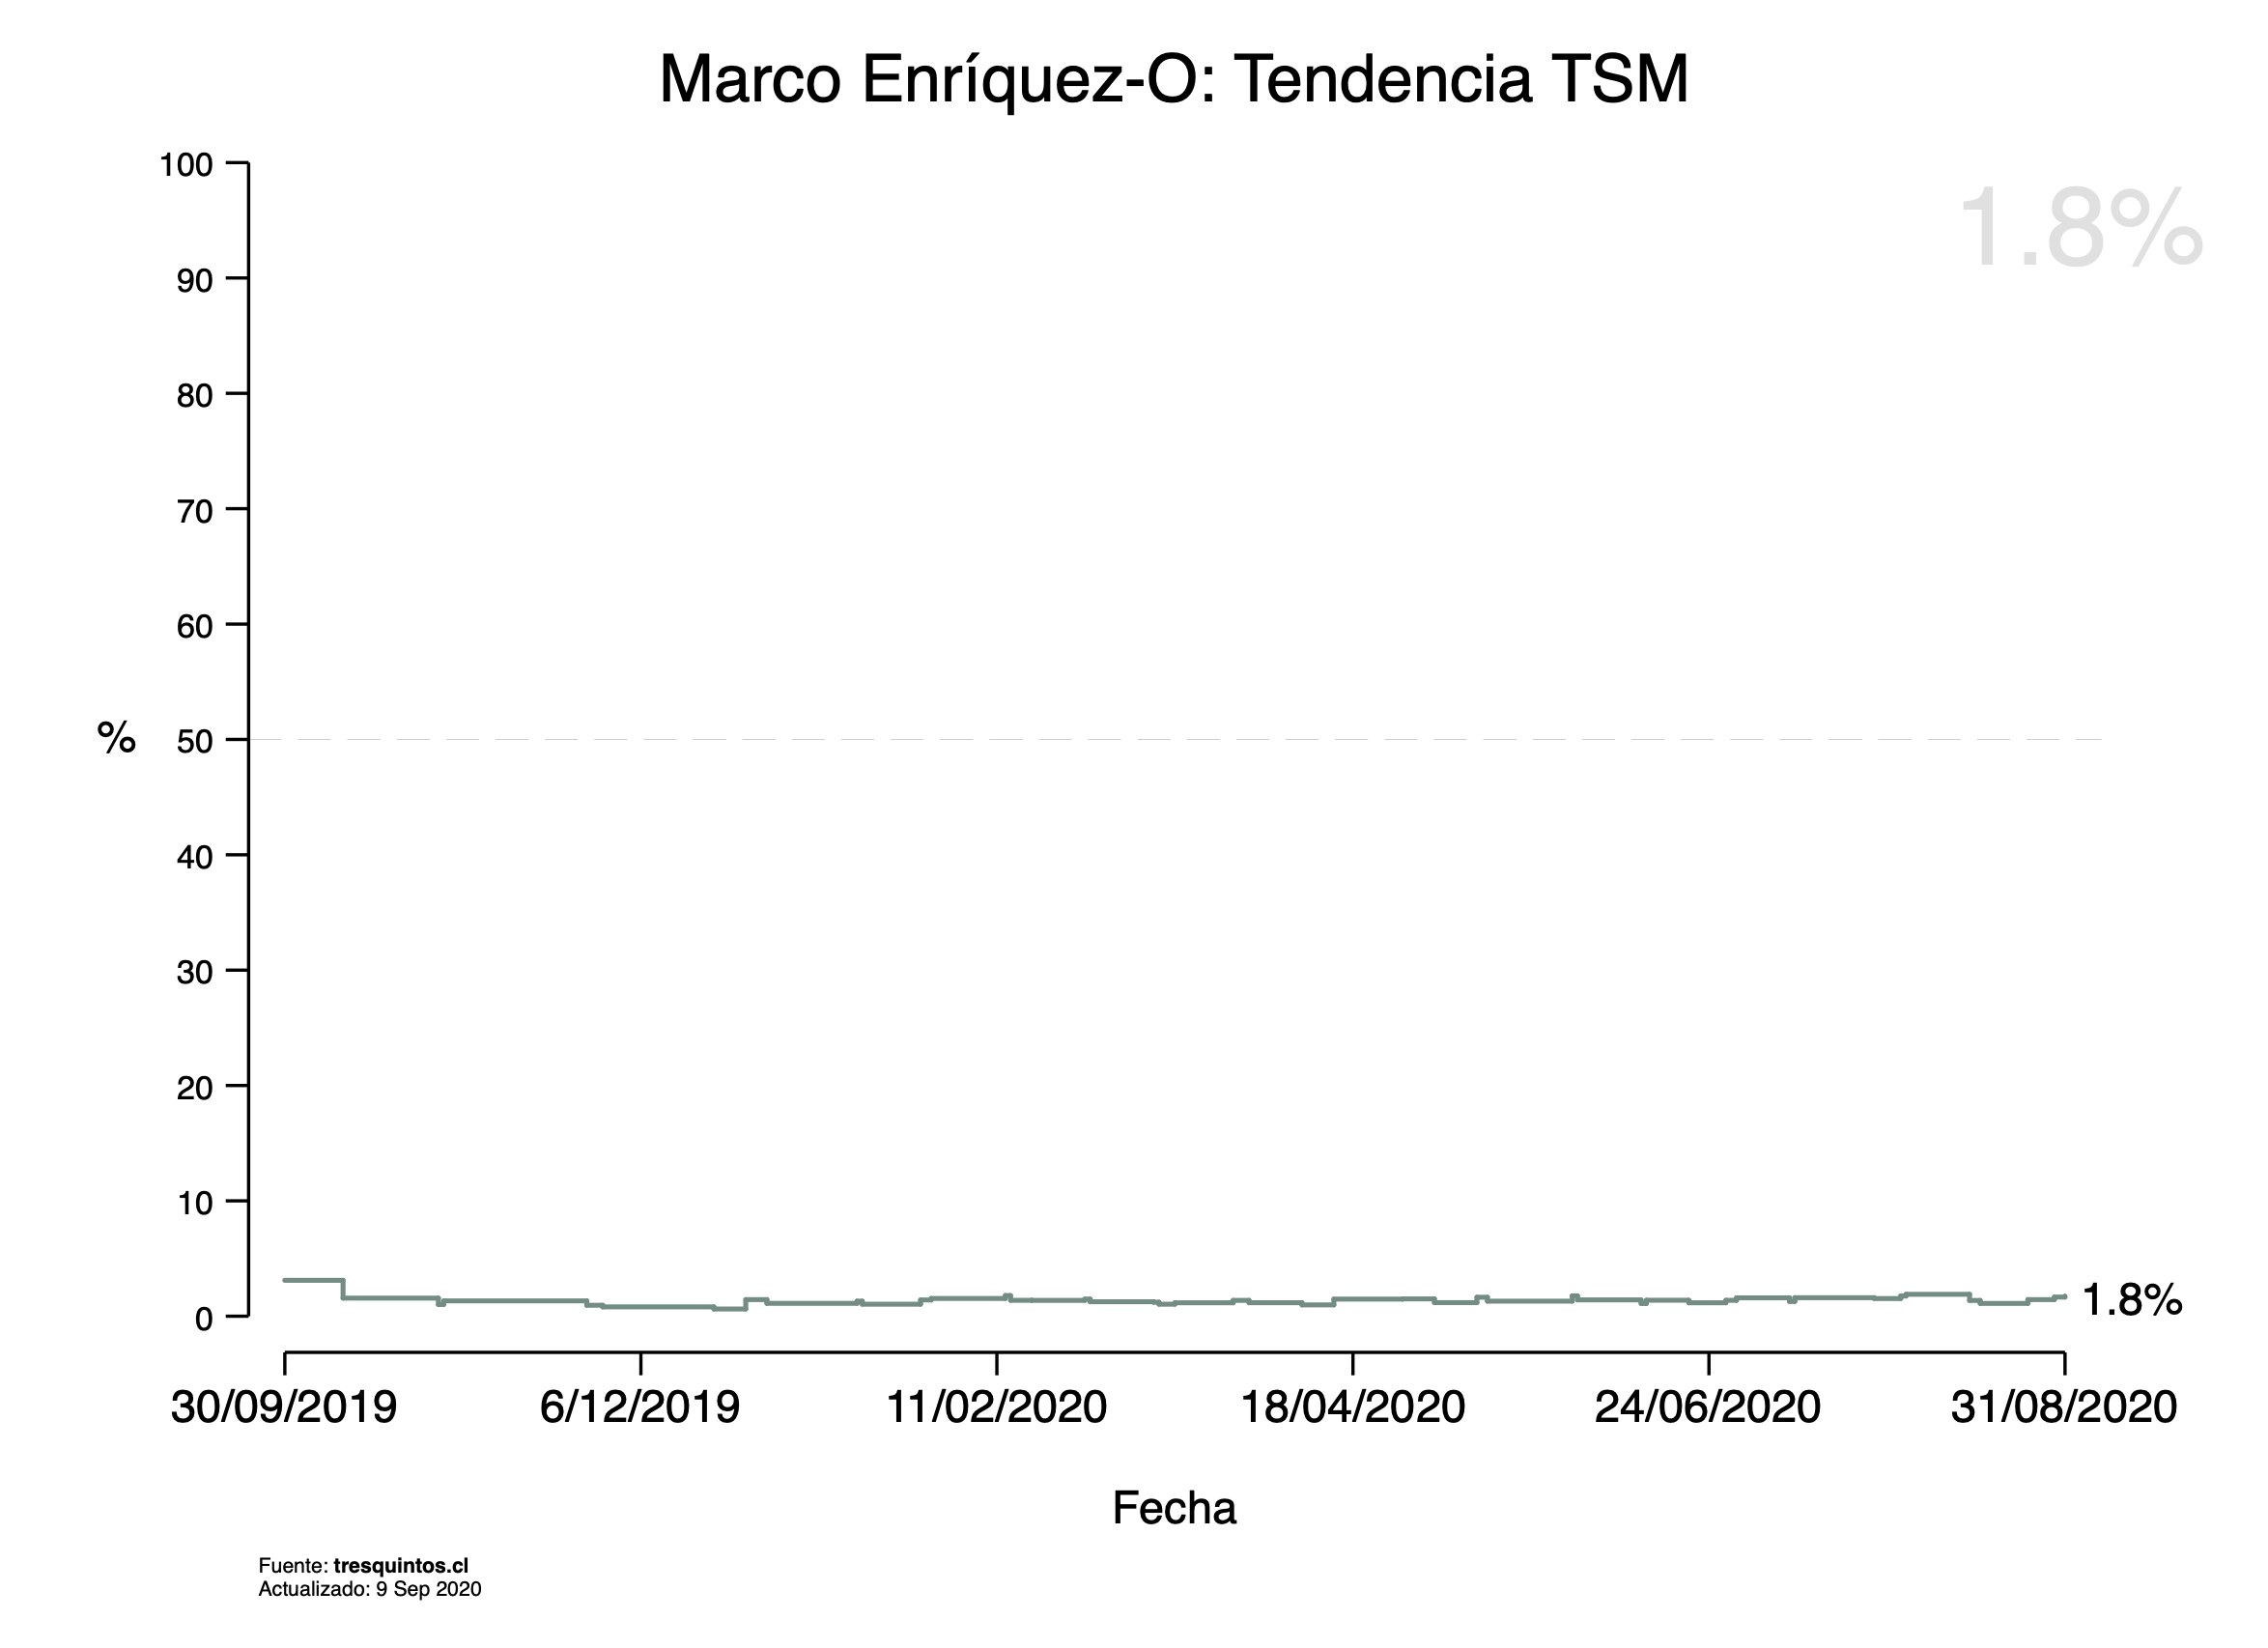 Marco Enríquez-O: Tendencia TSM
1.8%
100
90
80
70
60
50
40
30
20
10
0
%
1.8%
30/09/2019 6/12/2019 11/02/2020 18/04/2020 24/06/2020 31/08/2020
Fecha
Fuente: tresquintos.cl
Actualizado: 9 Sep 2020